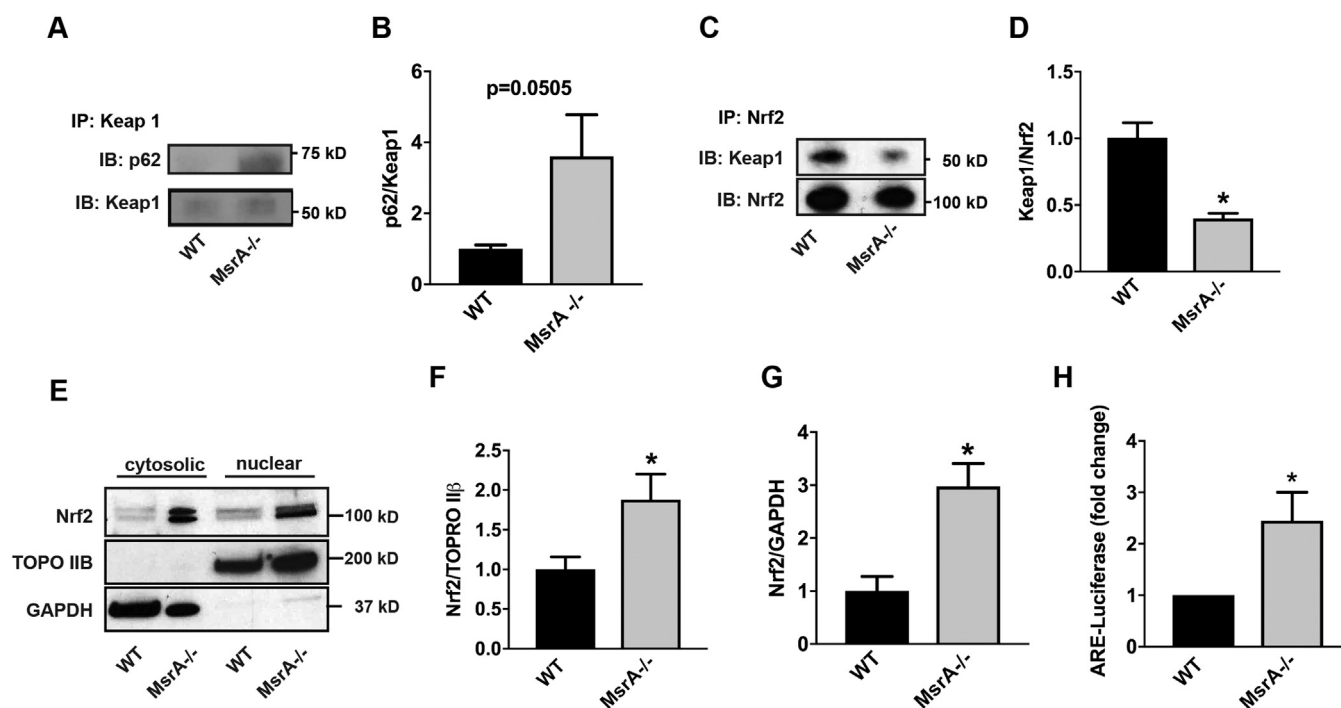 A
IP: Keap 1
IB: p62
75 kD
IB: Keap1
50 kD
WT
MsrA-/-
B
p62/Keap1
6
4
2
0
p=0.0505
WT
MsrA -/-
C
IP: Nrf2
IB: Keap1
50 kD
IB: Nrf2
100 kD
WT
MsrA-/-
D
Keap1/Nrf2
1.5
1.0
0.5
0.0
*
WT
MsrA-/-
E
cytosolic nuclear
Nrf2
100 kD
TOPO IIB
200 kD
GAPDH
37 kD
WT
MsrA-/-
WT
MsrA-/-
F
Nrf2/TOPRO IIβ
2.5
2.0
1.5
1.0
0.5
0.0
*
WT
MsrA-/-
G
Nrf2/GAPDH
4
3
2
1
0
*
WT
MsrA-/-
H
ARE-Luciferase (fold change)
4
3
2
1
0
*
WT
MsrA-/-